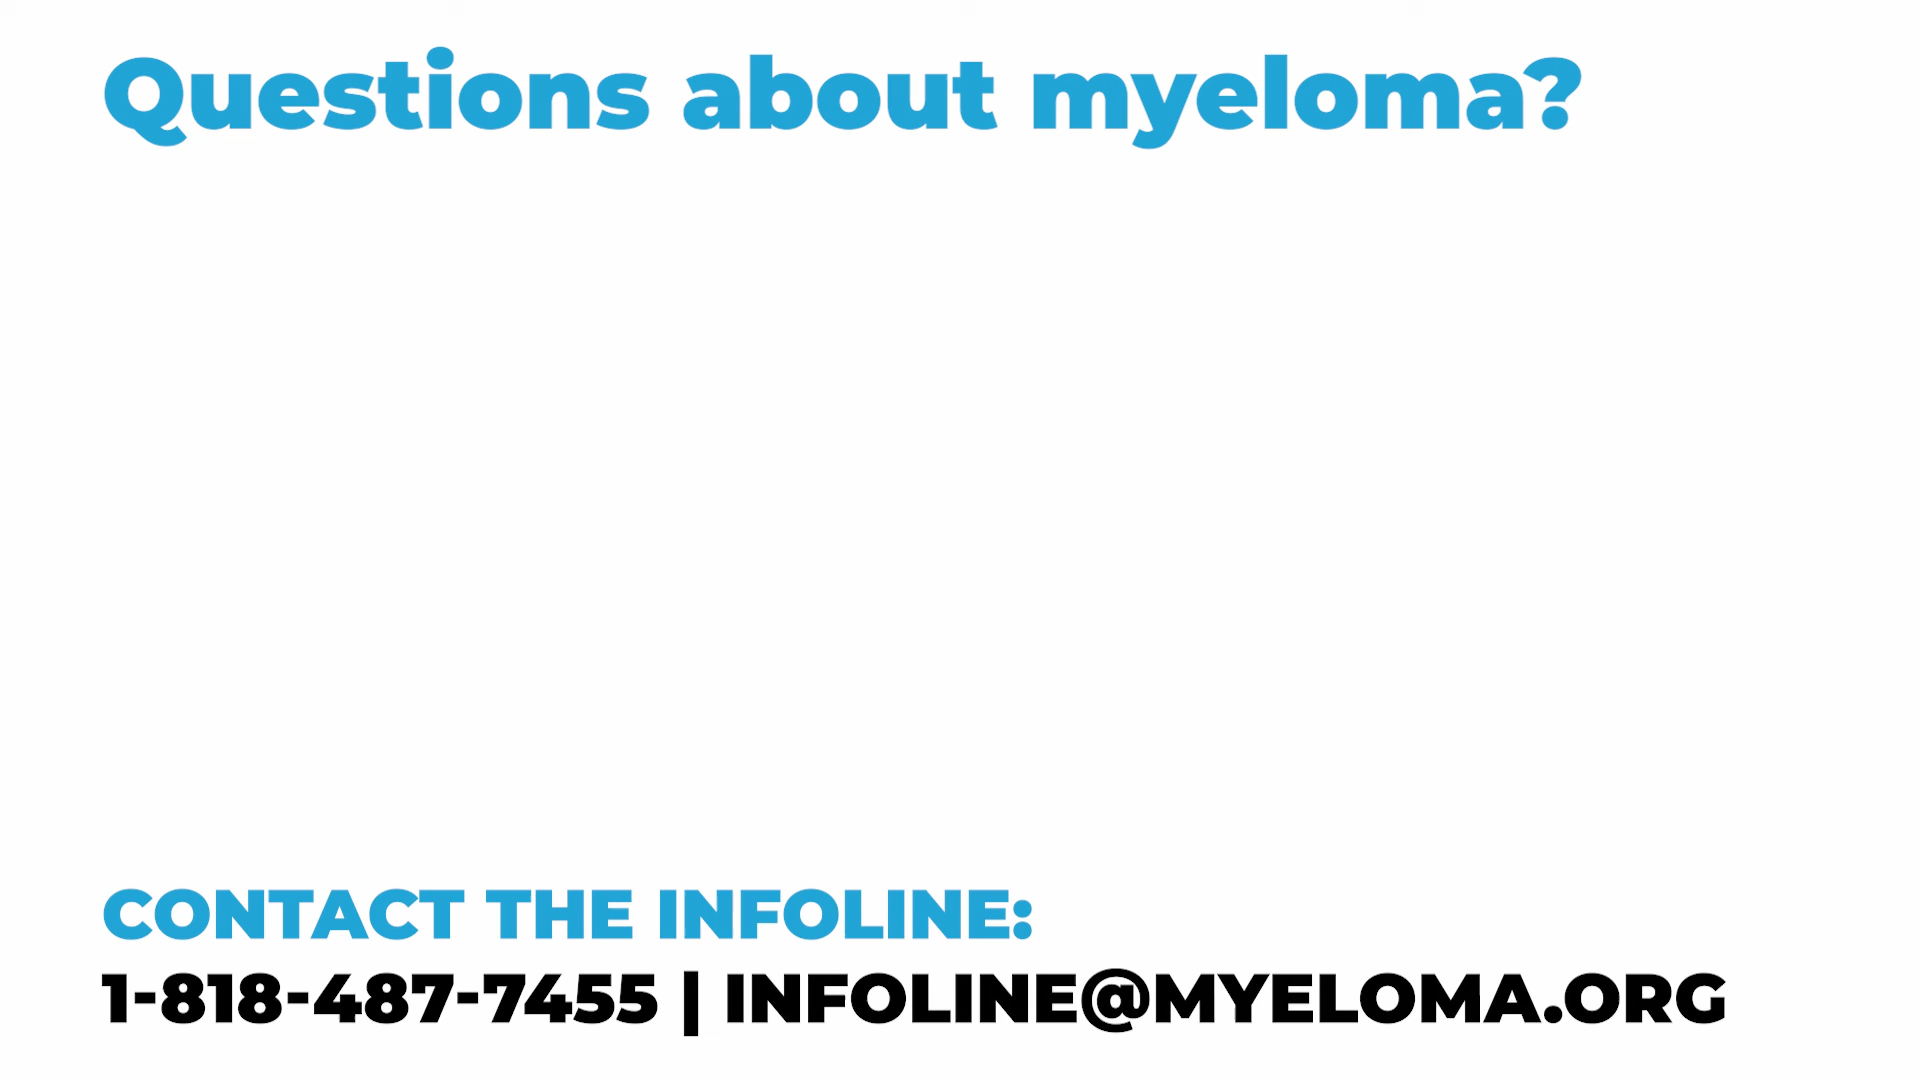 Questions about myeloma?
CONTACT THE INFOLINE:
1-818-487-7455 | INFOLINE@MYELOMA.ORG